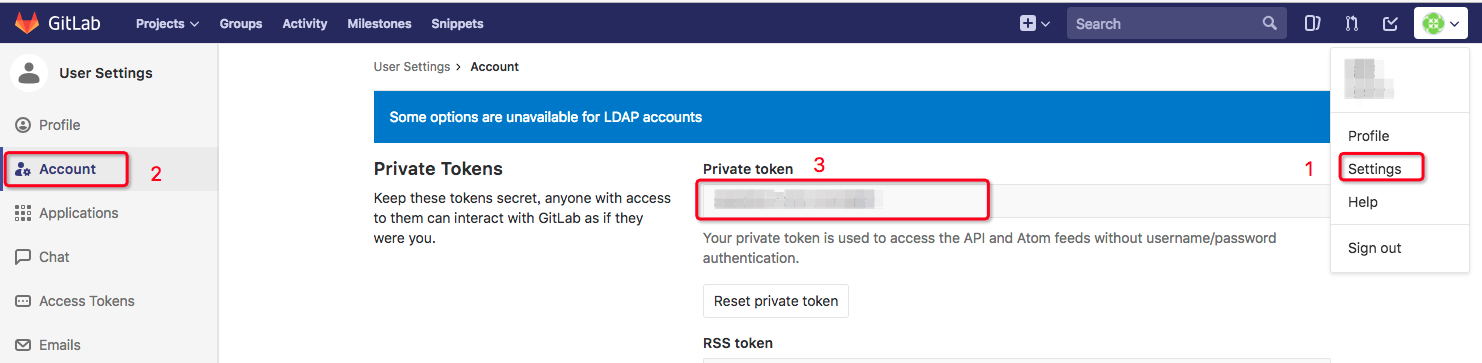 GitLab Projects Groups Activity Milestones Snippets Search
User Settings
Profile
Account
2
Applications
Chat
Access Tokens
Emails
User Settings > Account
Some options are unavailable for LDAP accounts
Private Tokens
Keep these tokens secret, anyone with access
to them can interact with GitLab as if they
were you.
Private token
3
Your private token is used to access the API and Atom feeds without username/password
authentication.
Reset private token
RSS token
Profile
1
Settings
Help
Sign out